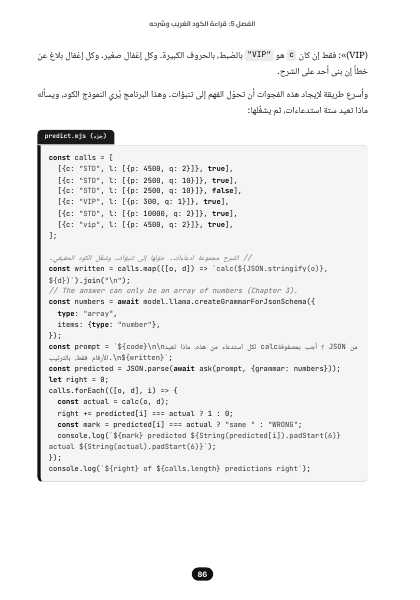 الفصل 5: قراءة الكود الغريب وشرحه
(VIP)»: فقط إن كان c هو "VIP" بالضبط، بالحروف الكبيرة. وكل إغفال صغير. وكل إغفال بلاغ عن
خطأ إن بنى أحد على الشرح.
وأسرع طريقة لإيجاد هذه الفجوات أن تحوّل الفهم إلى تنبؤات. وهذا البرنامج يُري النموذج الكود، ويسأله
ماذا تعيد ستة استدعاءات، ثم يشغّلها:
predict.mjs (جزء)
const calls = [
[{c: "STD", l: [{p: 4500, q: 2}]}, true],
[{c: "STD", l: [{p: 2500, q: 10}]}, true],
[{c: "STD", l: [{p: 2500, q: 10}]}, false],
[{c: "VIP", l: [{p: 300, q: 1}]}, true],
[{c: "STD", l: [{p: 10000, q: 2}]}, true],
[{c: "vip", l: [{p: 4500, q: 2}]}, true],
];
// الشرح مجموعة ادعاءات. حوّلها إلى تنبؤات، وشغّل الكود الحقيقي.
const written = calls.map(([o, d]) => `calc(${JSON.stringify(o)},
${d})`).join("\n");
// The answer can only be an array of numbers (Chapter 3).
const numbers = await model.llama.createGrammarForJsonSchema({
type: "array",
items: {type: "number"},
});
const prompt = `${code}\n\nماذا تعيد calc لكل استدعاء من هذه؟ أجب بمصفوفة JSON من
الأرقام فقط، بالترتيب.\n${written}`;
const predicted = JSON.parse(await ask(prompt, {grammar: numbers}));
let right = 0;
calls.forEach(([o, d], i) => {
const actual = calc(o, d);
right += predicted[i] === actual ? 1 : 0;
const mark = predicted[i] === actual ? "same " : "WRONG";
console.log(`${mark} predicted ${String(predicted[i]).padStart(6)}
actual ${String(actual).padStart(6)}`);
});
console.log(`${right} of ${calls.length} predictions right`);
86